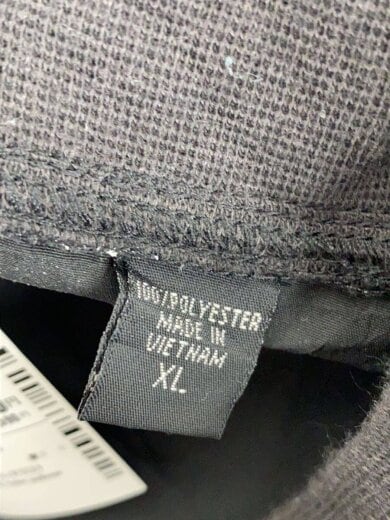 100/POLYESTER
MADE IN
VIETNAM
XL